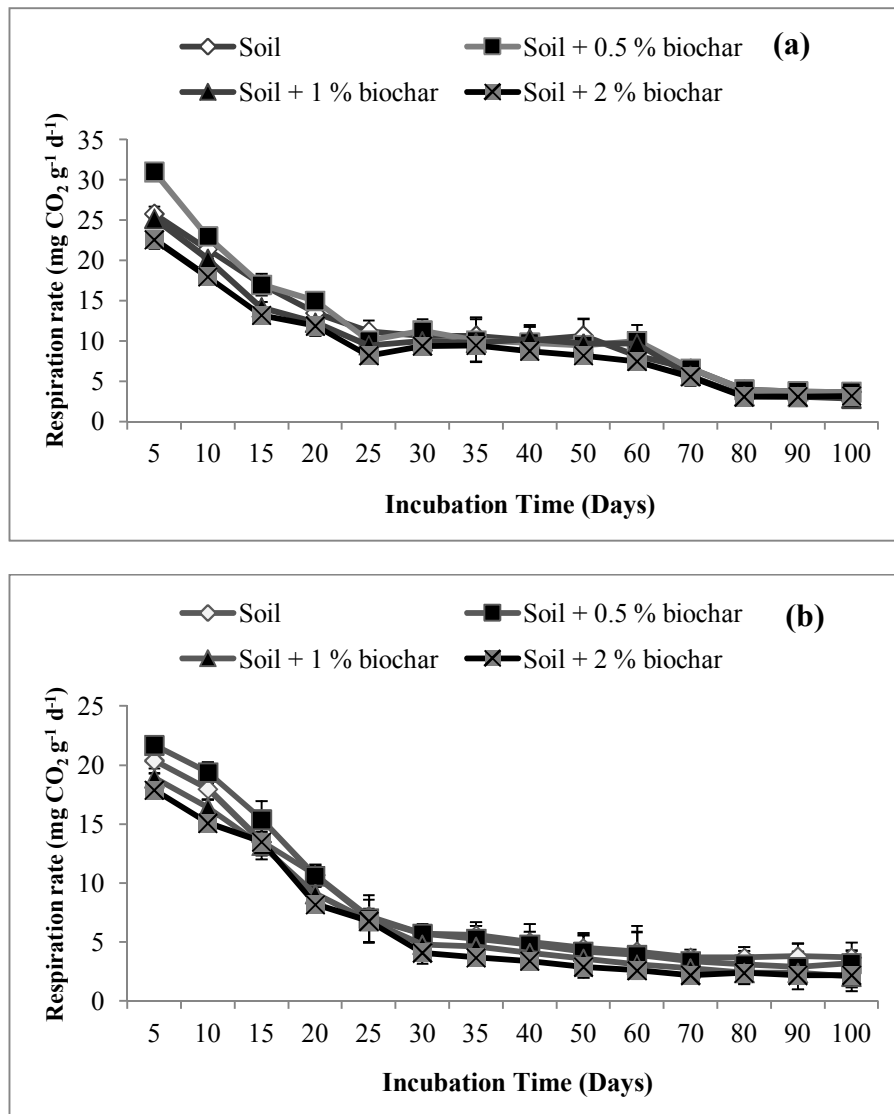 Soil
Soil + 0.5 % biochar
(a)
Soil + 1 % biochar
Soil + 2 % biochar
Respiration rate (mg CO₂ g⁻¹ d⁻¹)
35
30
25
20
15
10
5
0
5 10 15 20 25 30 35 40 50 60 70 80 90 100
Incubation Time (Days)
Soil
Soil + 0.5 % biochar
(b)
Soil + 1 % biochar
Soil + 2 % biochar
Respiration rate (mg CO₂ g⁻¹ d⁻¹)
25
20
15
10
5
0
5 10 15 20 25 30 35 40 50 60 70 80 90 100
Incubation Time (Days)